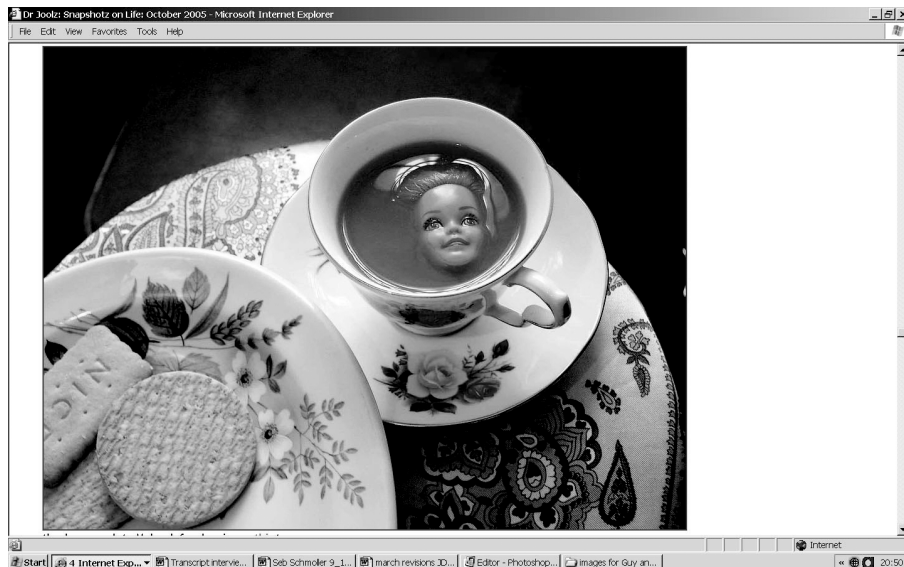 Dr Joolz: Snapshotz on Life: October 2005 - Microsoft Internet Explorer
File Edit View Favorites Tools Help
NICE
Internet
Start 4 Internet Exp... Transcript intervie... Seb Schmoller 9_1... march revisions JD... Editor - Photoshop... images for Guy an... « 20:50